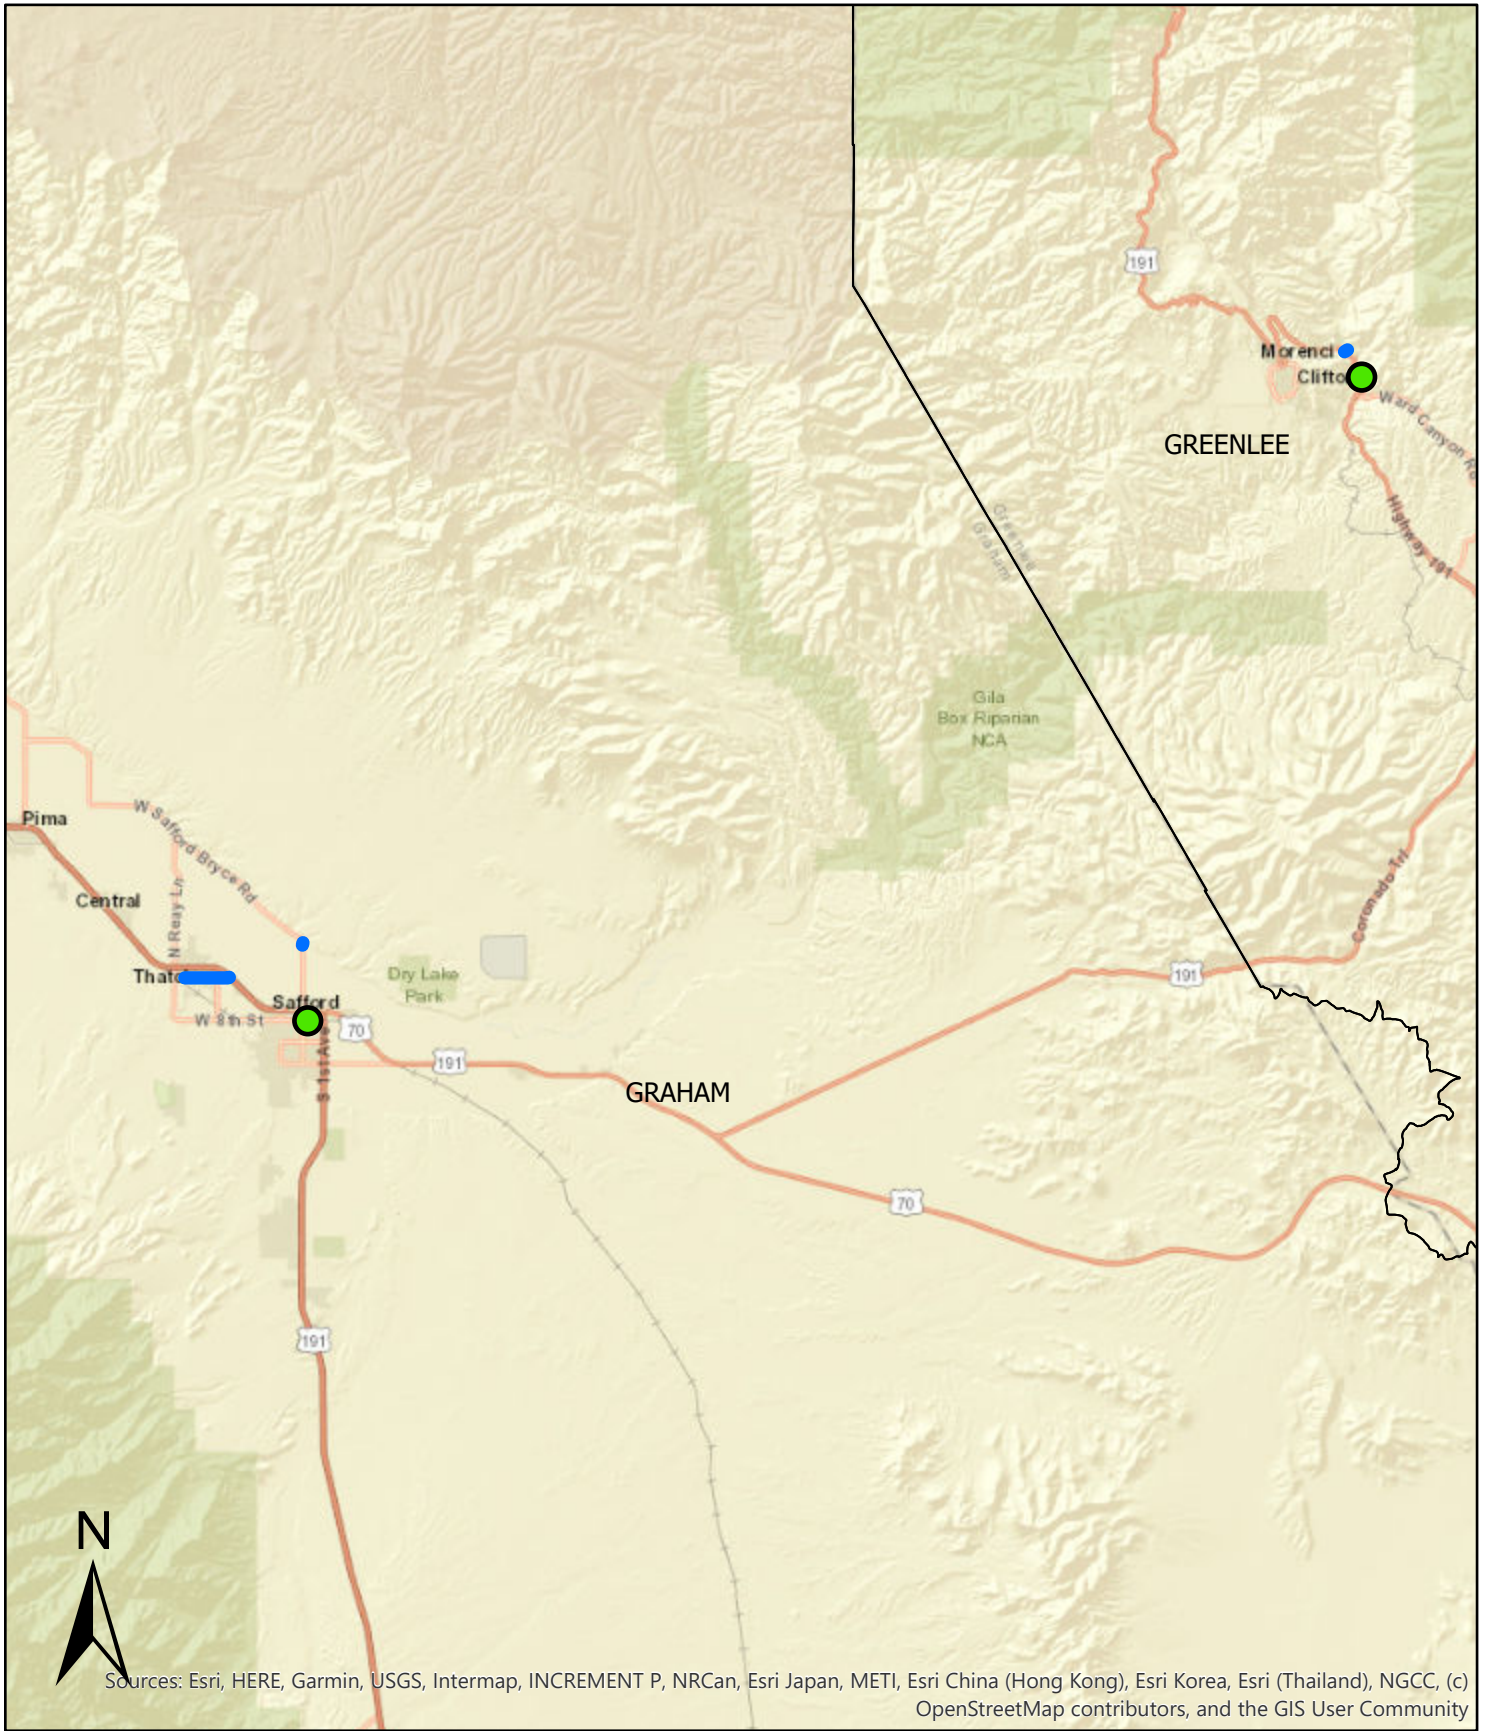 191
Morenci
Clifto
Ward Canyon Rd
GREENLEE
Highway 191
Greenlee
Graham
Gila
Box Riparian
NCA
Pima
W Safford Bryce Rd
Central
N Reay Ln
Coronado Trl
Thatc
Dry Lake
Park
191
Safford
W 8th St
70
S 1st Ave
191
GRAHAM
70
191
N
Sources: Esri, HERE, Garmin, USGS, Intermap, INCREMENT P, NRCan, Esri Japan, METI, Esri China (Hong Kong), Esri Korea, Esri (Thailand), NGCC, (c)
OpenStreetMap contributors, and the GIS User Community